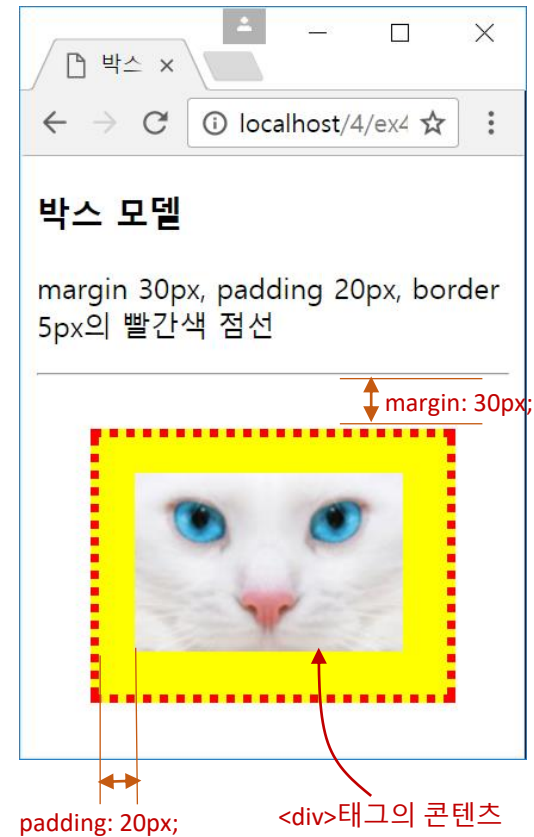 박스
localhost/4/ex4
박스 모델
margin 30px, padding 20px, border
5px의 빨간색 점선
margin: 30px;
padding: 20px;
<div>태그의 콘텐츠